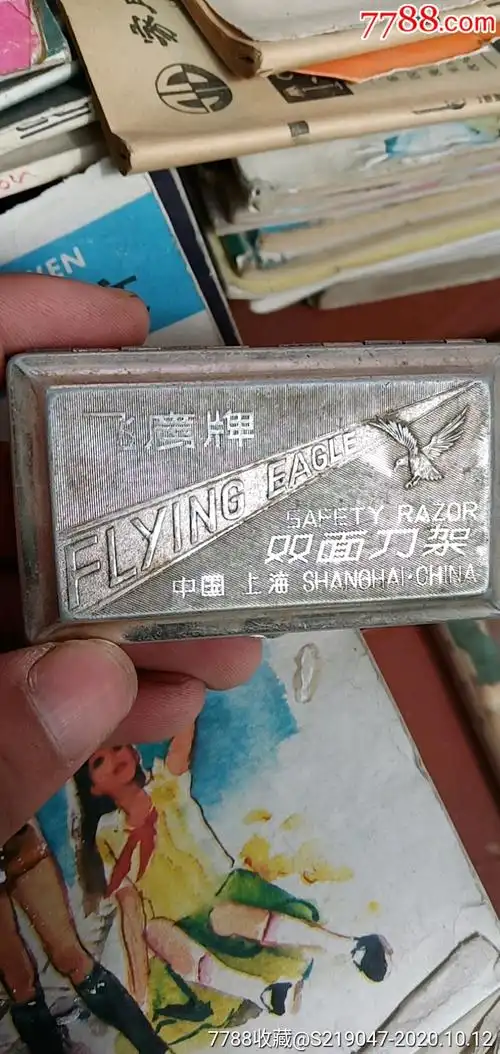 7788.com
飞鹰牌
FLYING EAGLE
SAFETY RAZOR
双面刀架
中国 上海 SHANGHAI·CHINA
7788收藏@S219047-2020.10.12